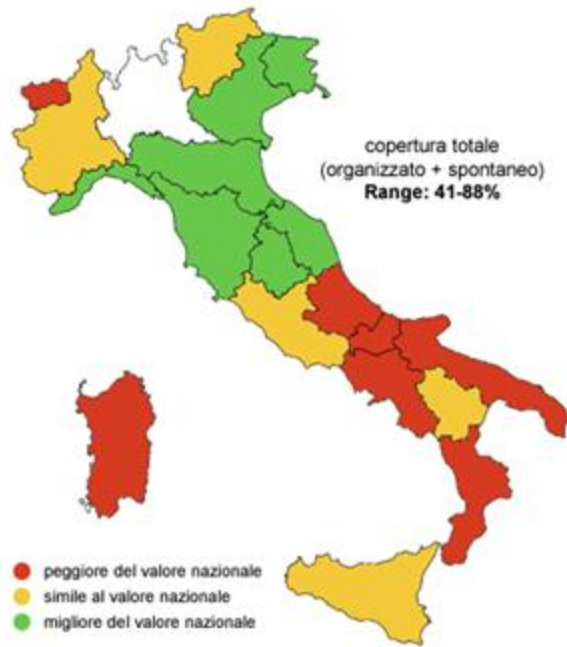 copertura totale
(organizzato + spontaneo)
Range: 41-88%
peggiore del valore nazionale
simile al valore nazionale
migliore del valore nazionale